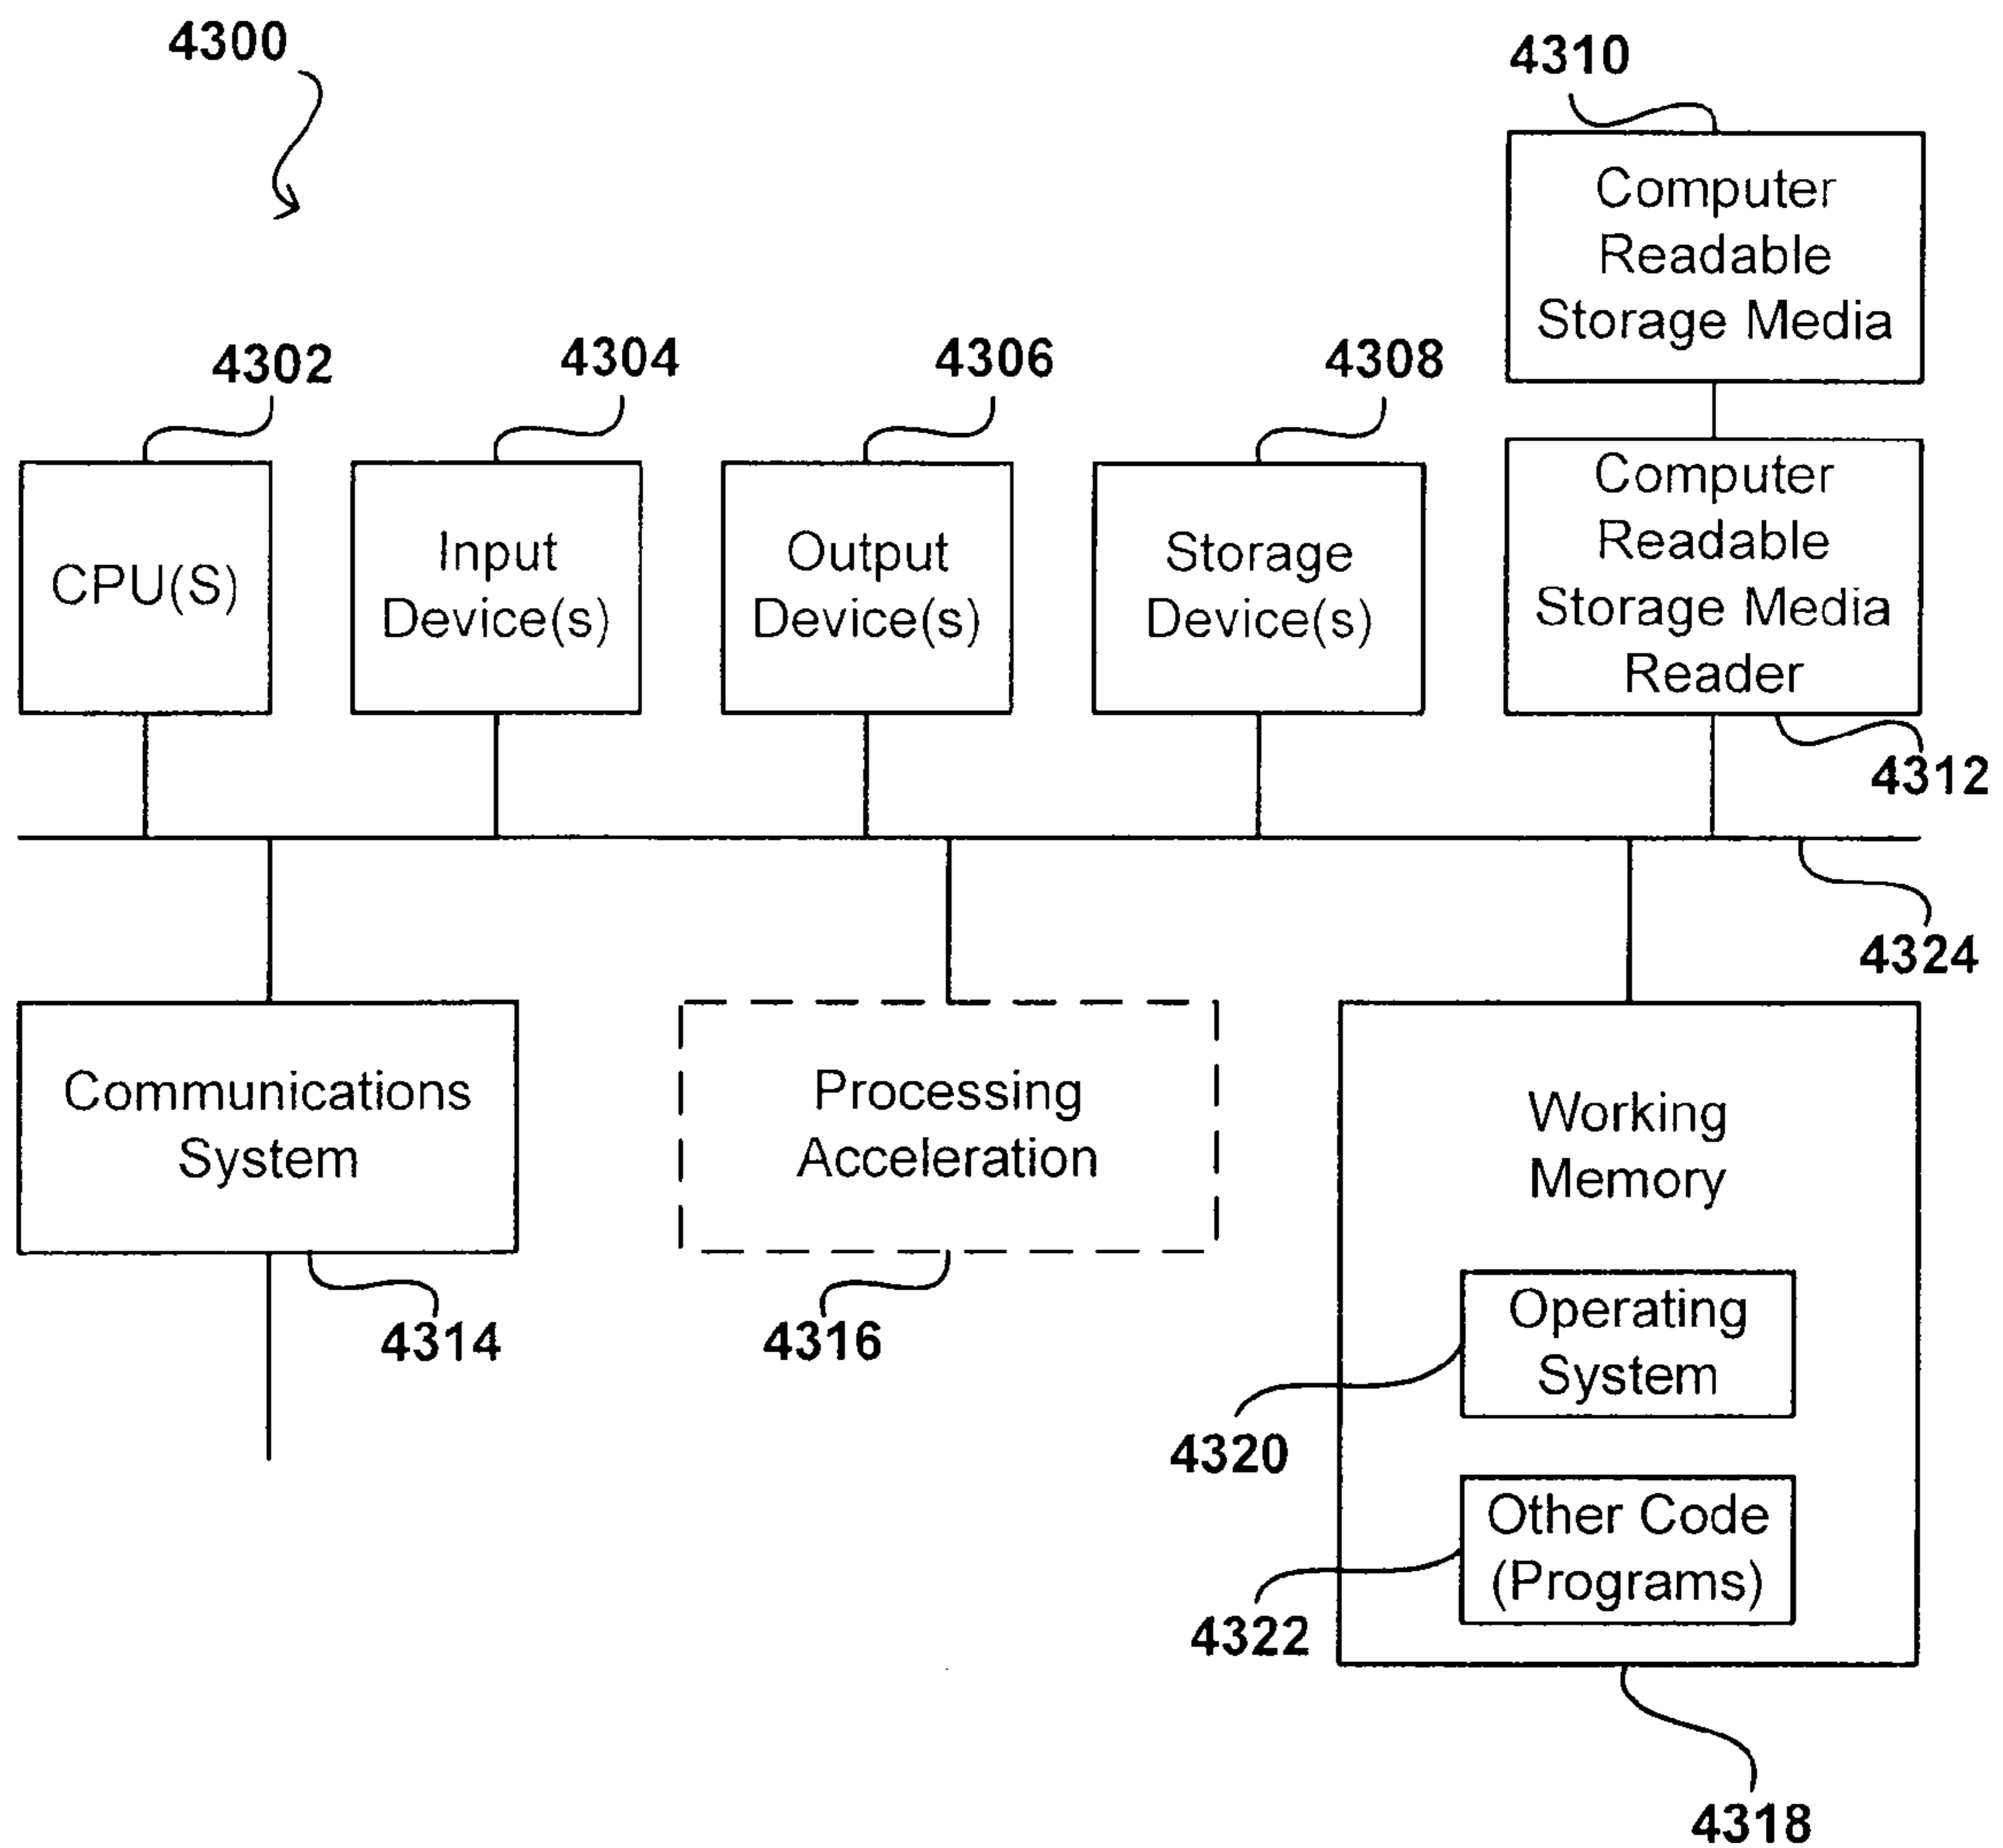 4300
4310
Computer
Readable
Storage Media
4302
4304
4306
4308
CPU(S)
Input
Device(s)
Output
Device(s)
Storage
Device(s)
Computer
Readable
Storage Media
Reader
4312
4324
Communications
System
4314
Processing
Acceleration
4316
Working
Memory
Operating
System
4320
Other Code
(Programs)
4322
4318